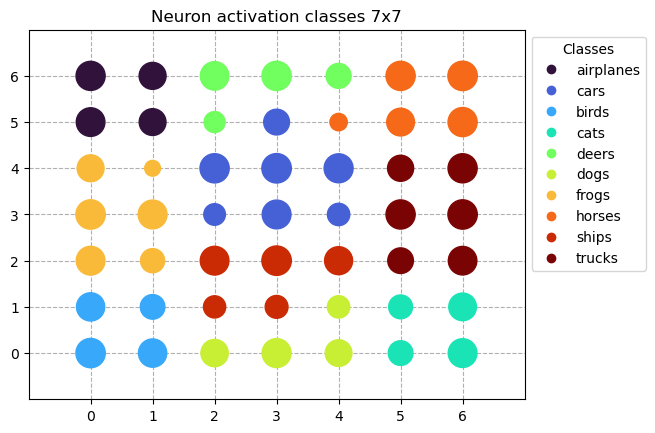 Neuron activation classes 7x7
6
5
4
3
2
1
0
0 1 2 3 4 5 6
Classes
airplanes
cars
birds
cats
deers
dogs
frogs
horses
ships
trucks